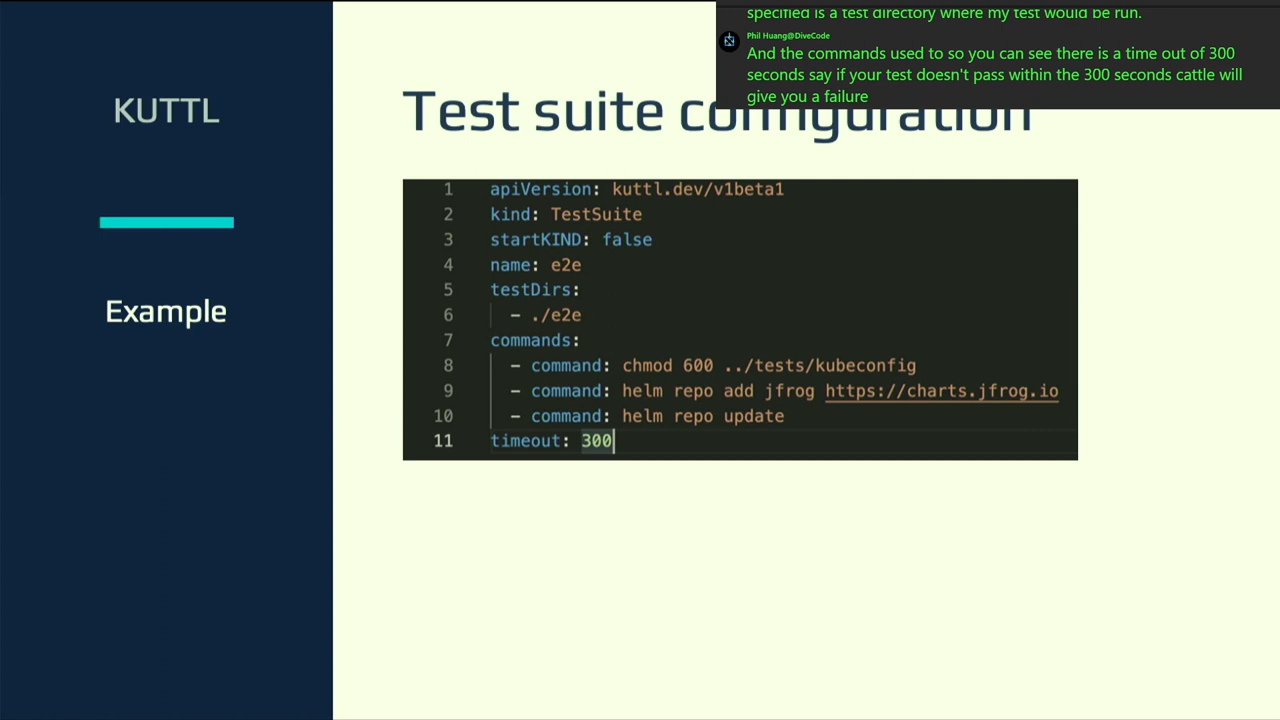 specified is a test directory where my test would be run.
Phil Huang@DiveCode
And the commands used to so you can see there is a time out of 300
seconds say if your test doesn't pass within the 300 seconds cattle will
give you a failure
KUTTL
Example
Test suite configuration
1 apiVersion: kuttl.dev/v1beta1
2 kind: TestSuite
3 startKIND: false
4 name: e2e
5 testDirs:
6 - ./e2e
7 commands:
8 - command: chmod 600 ../tests/kubeconfig
9 - command: helm repo add jfrog https://charts.jfrog.io
10 - command: helm repo update
11 timeout: 300